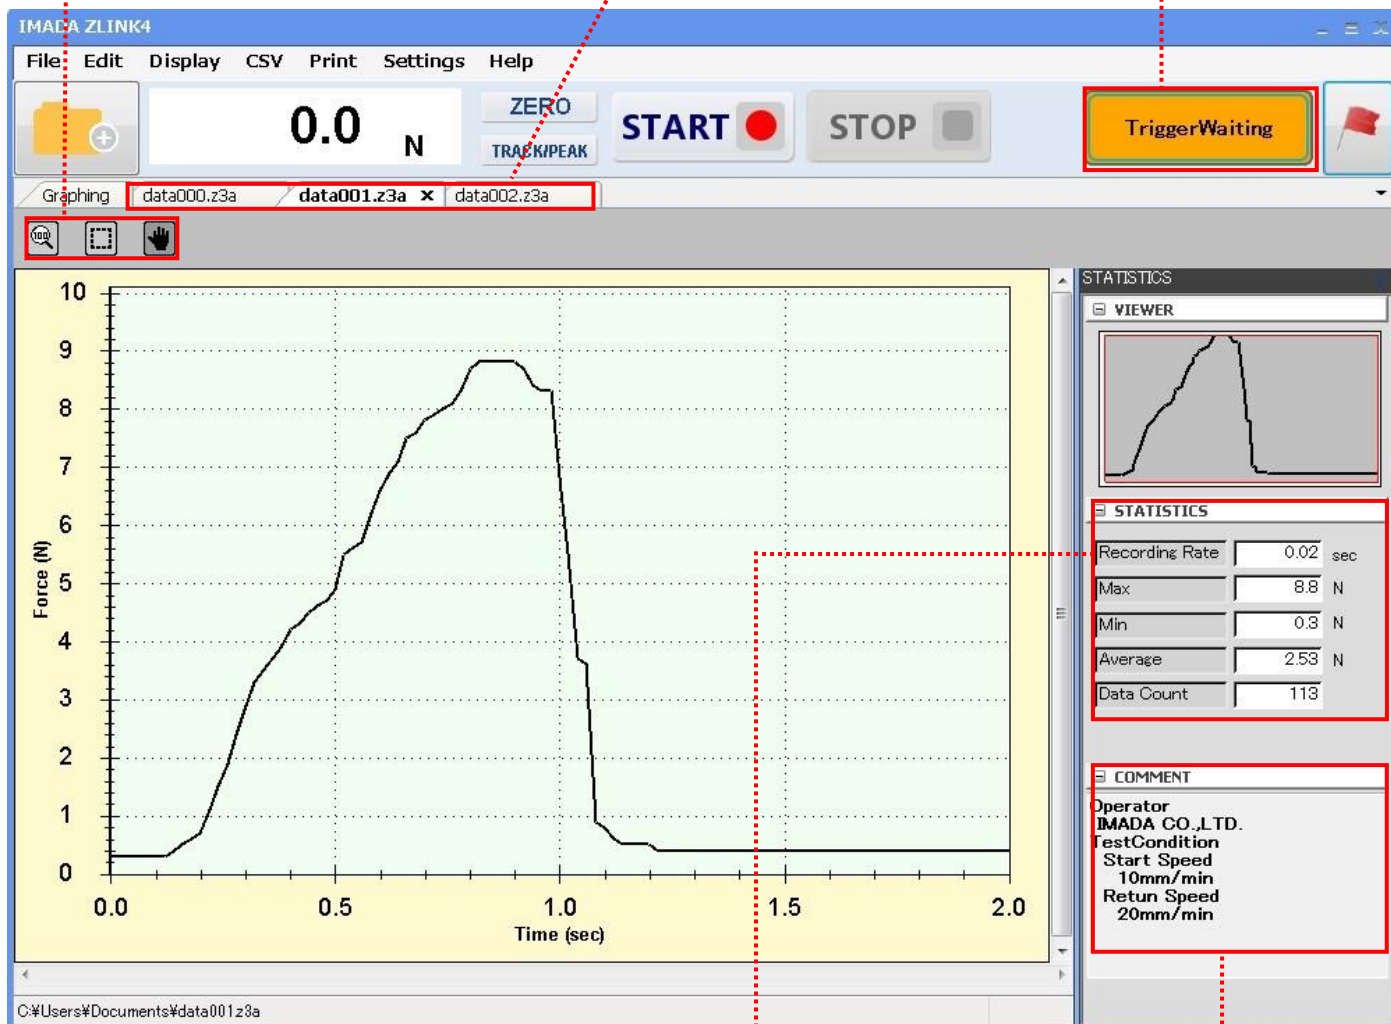 IMADA ZLINK4
File Edit Display CSV Print Settings Help
0.0 N
ZERO
TRACK/PEAK
START
STOP
TriggerWaiting
Graphing data000.z3a data001.z3a x data002.z3a
100
STATISTICS
VIEWER
10
9
8
7
6
5
4
3
2
1
0
Force (N)
0.0 0.5 1.0 1.5 2.0
Time (sec)
STATISTICS
Recording Rate 0.02 sec
Max 8.8 N
Min 0.3 N
Average 2.53 N
Data Count 113
COMMENT
Operator
IMADA CO.,LTD.
TestCondition
Start Speed
10mm/min
Retun Speed
20mm/min
C:¥Users¥Documents¥data001z3a